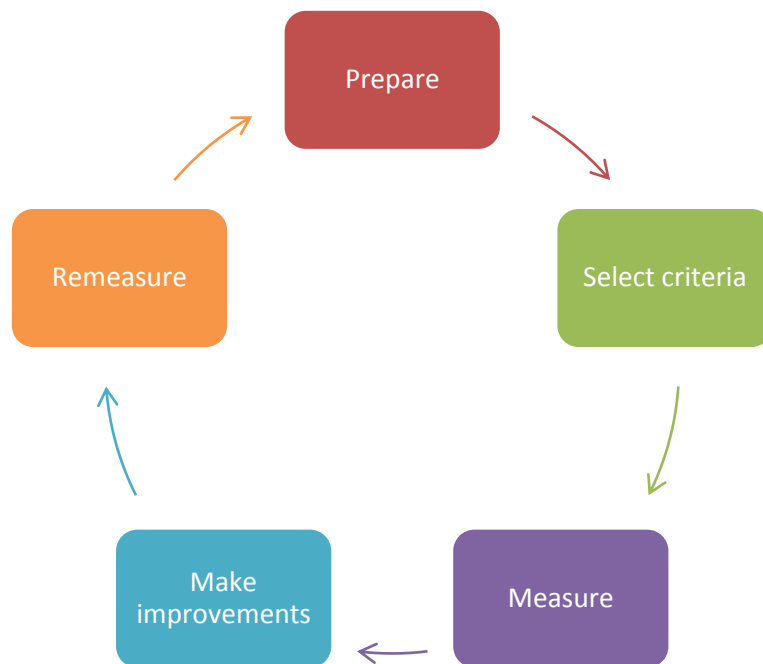 Prepare
Select criteria
Measure
Make
improvements
Remeasure